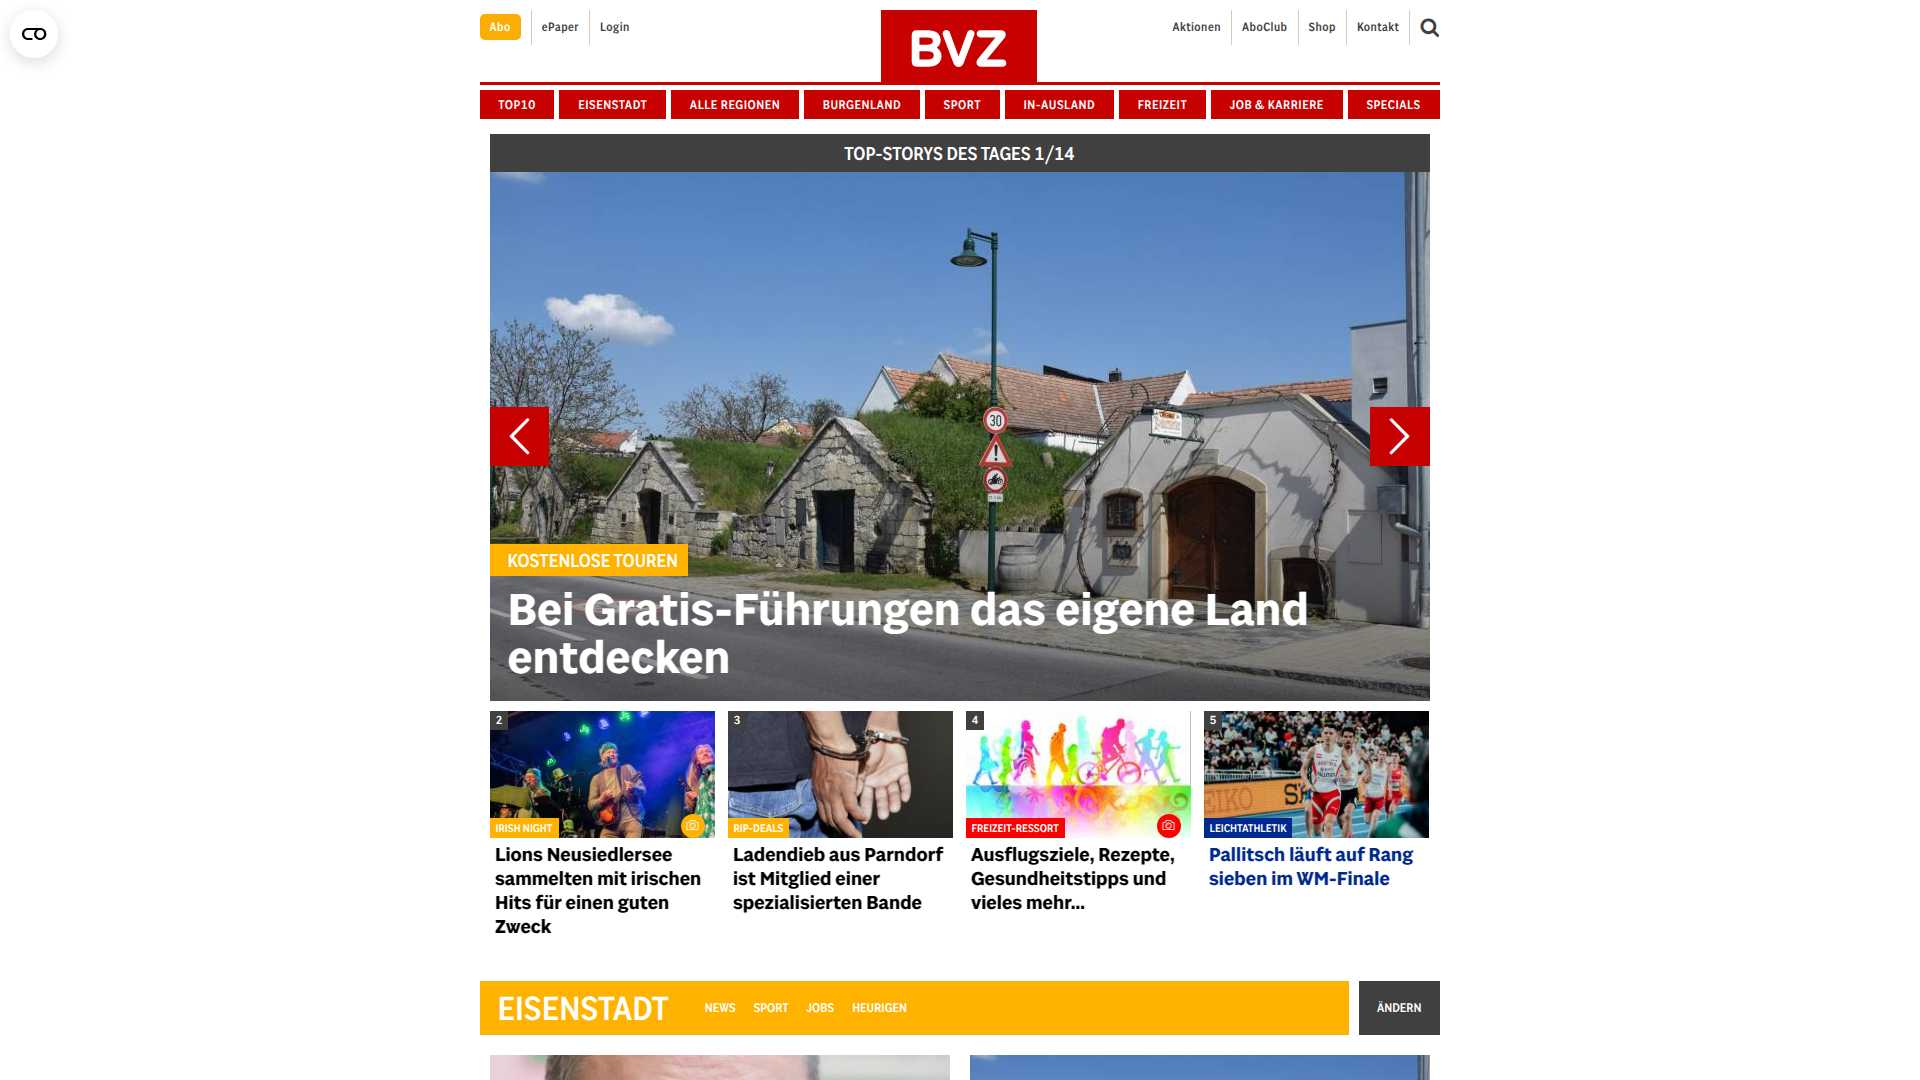 Abo
ePaper
Login
BVZ
Aktionen
AboClub
Shop
Kontakt
TOP10
EISENSTADT
ALLE REGIONEN
BURGENLAND
SPORT
IN-AUSLAND
FREIZEIT
JOB & KARRIERE
SPECIALS
TOP-STORYS DES TAGES 1/14
30
KOSTENLOSE TOUREN
Bei Gratis-Führungen das eigene Land
entdecken
2
IRISH NIGHT
Lions Neusiedlersee
sammelten mit irischen
Hits für einen guten
Zweck
3
RIP-DEALS
Ladendieb aus Parndorf
ist Mitglied einer
spezialisierten Bande
4
FREIZEIT-RESSORT
Ausflugsziele, Rezepte,
Gesundheitstipps und
vieles mehr...
5
LEICHTATHLETIK
Pallitsch läuft auf Rang
sieben im WM-Finale
EISENSTADT
NEWS
SPORT
JOBS
HEURIGEN
ÄNDERN